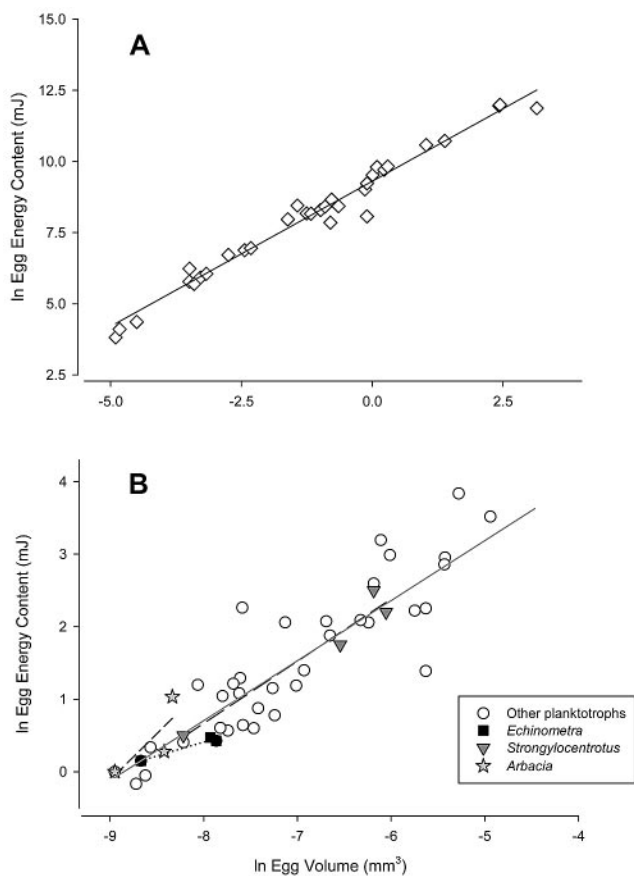 A
ln Egg Energy Content (mJ)
15.0
12.5
10.0
7.5
5.0
2.5
-5.0 -2.5 0.0 2.5
B
ln Egg Energy Content (mJ)
4
3
2
1
0
Other planktotrophs
Echinometra
Strongylocentrotus
Arbacia
-9 -8 -7 -6 -5 -4
ln Egg Volume (mm³)